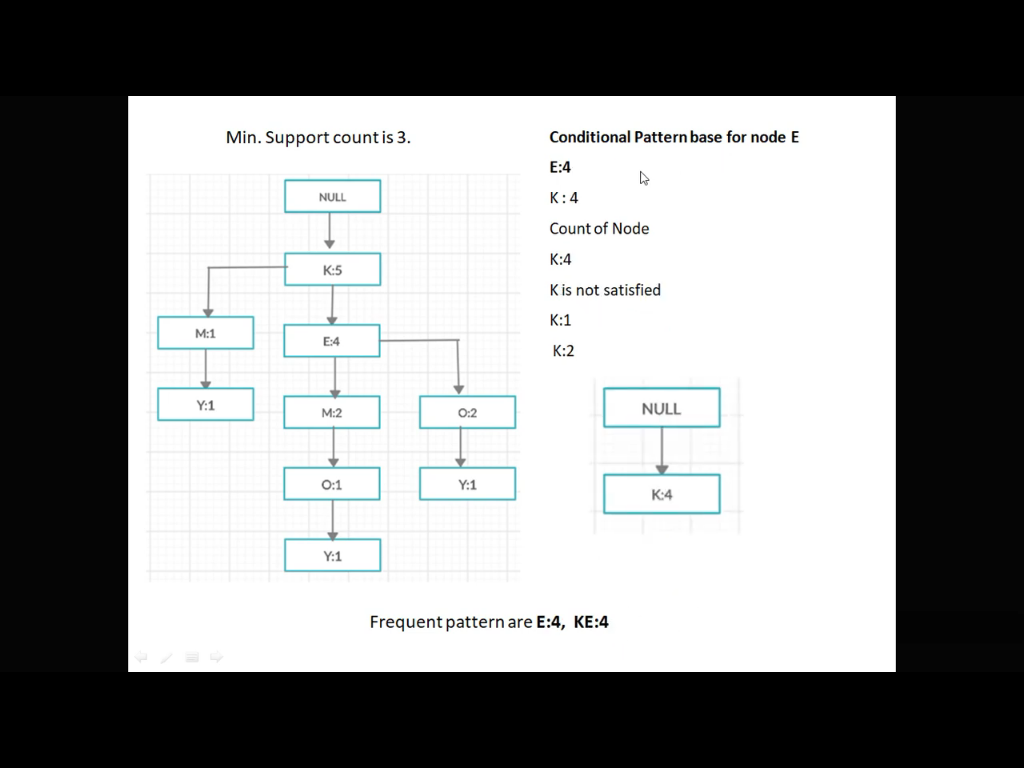 Min. Support count is 3.
NULL
K:5
M:1
E:4
Y:1
M:2
O:2
O:1
Y:1
Y:1
Conditional Pattern base for node E
E:4
K : 4
Count of Node
K:4
K is not satisfied
K:1
K:2
NULL
K:4
Frequent pattern are E:4, KE:4